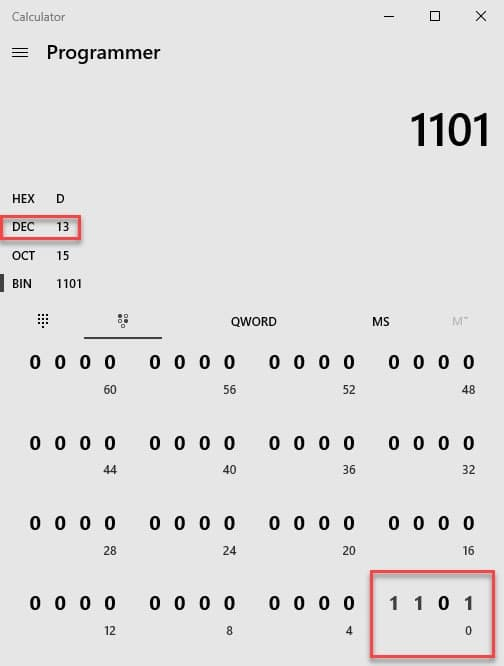 Calculator
Programmer
1101
HEX D
DEC 13
OCT 15
BIN 1101
QWORD MS M˅
0 0 0 0 0 0 0 0 0 0 0 0 0 0 0 0
60 56 52 48
0 0 0 0 0 0 0 0 0 0 0 0 0 0 0 0
44 40 36 32
0 0 0 0 0 0 0 0 0 0 0 0 0 0 0 0
28 24 20 16
0 0 0 0 0 0 0 0 0 0 0 0 1 1 0 1
12 8 4 0